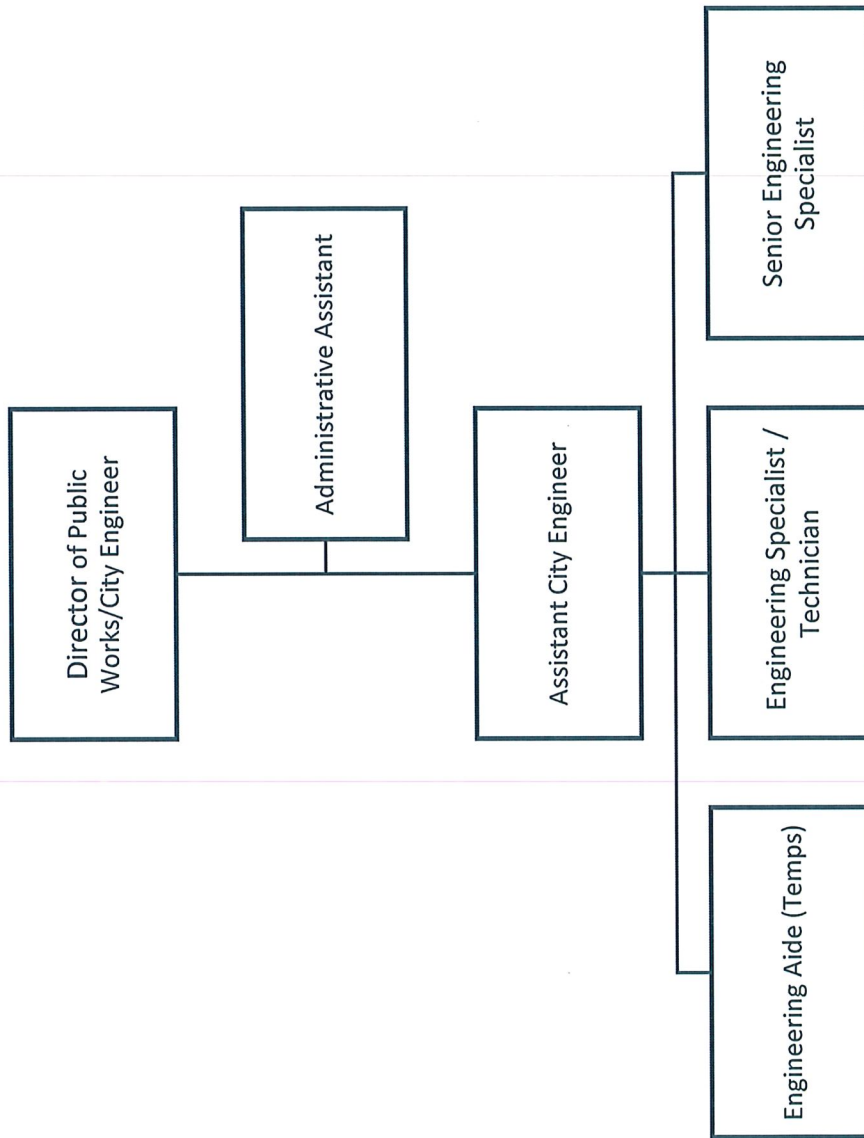 Director of Public
Works/City Engineer
Administrative Assistant
Assistant City Engineer
Engineering Aide (Temps)
Engineering Specialist /
Technician
Senior Engineering
Specialist